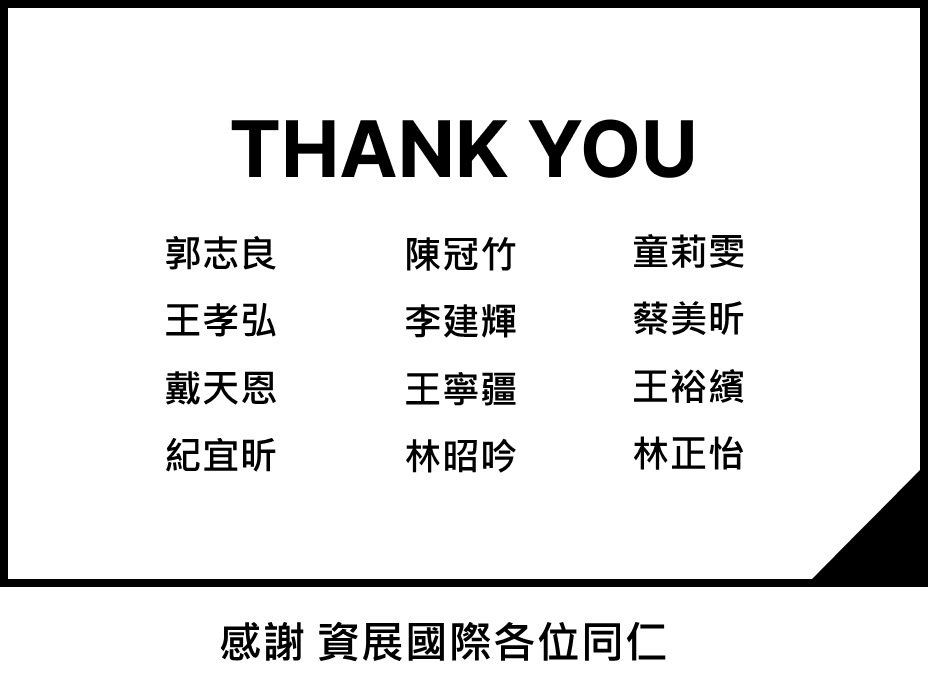 THANK YOU
郭志良 陳冠竹 童莉雯
王孝弘 李建輝 蔡美昕
戴天恩 王寧疆 王裕繽
紀宜昕 林昭吟 林正怡
感謝 資展國際各位同仁